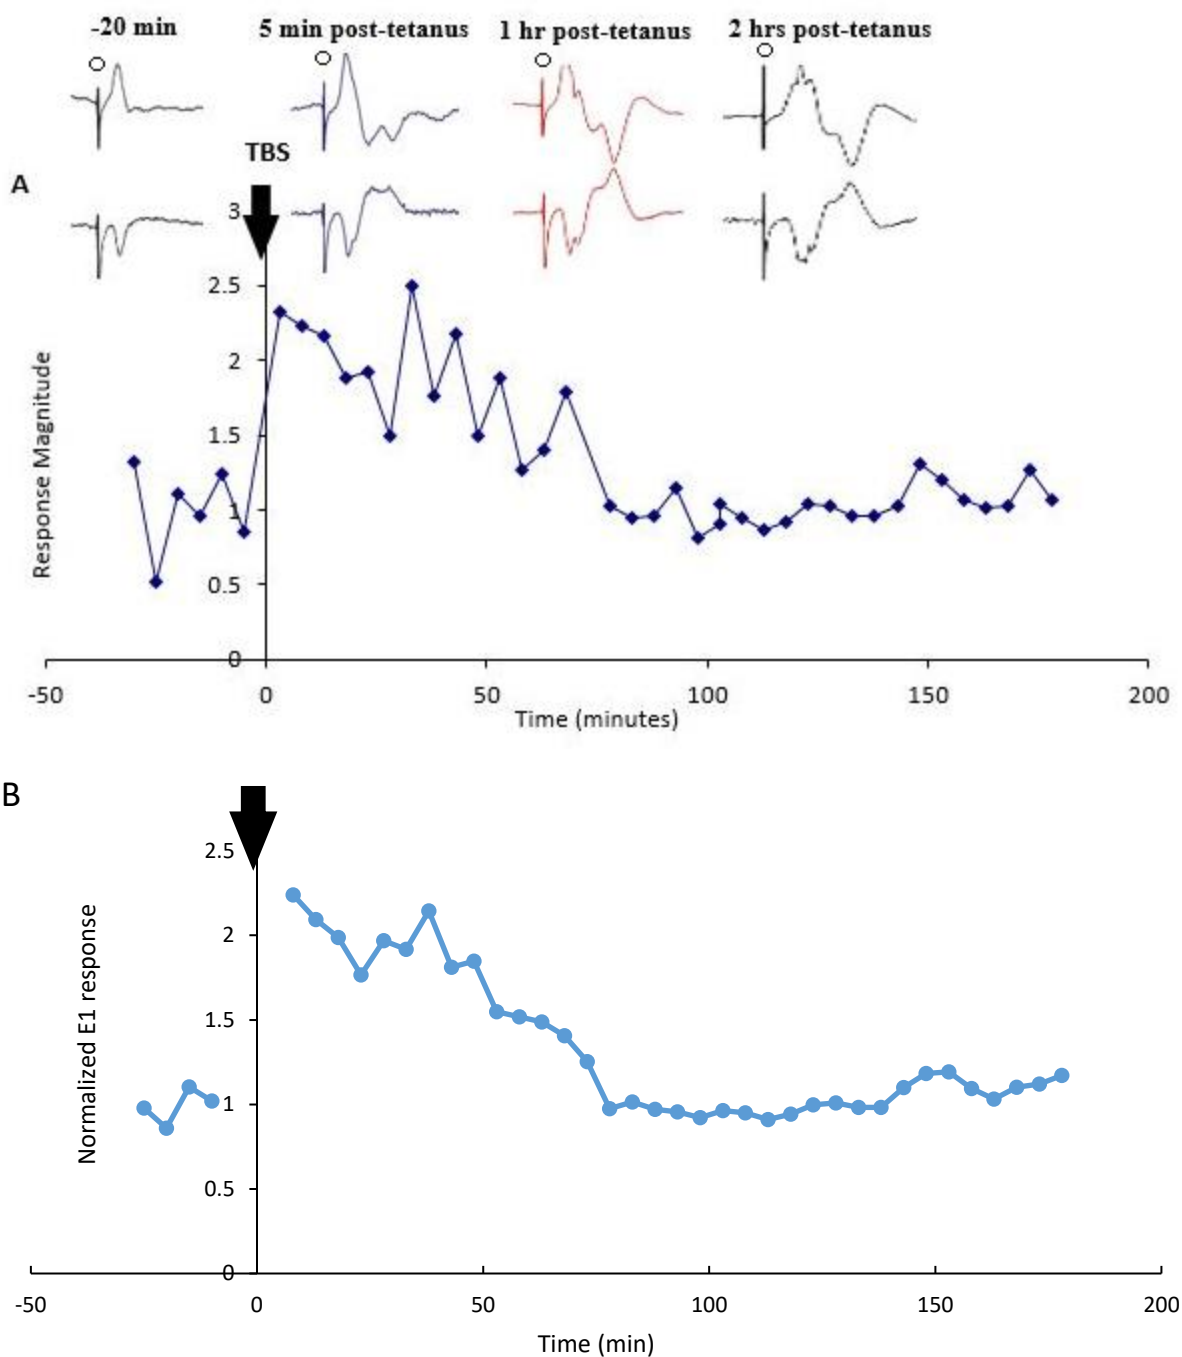 -20 min 5 min post-tetanus 1 hr post-tetanus 2 hrs post-tetanus
TBS
A
3
2.5
2
1.5
1
0.5
0
Response Magnitude
-50 0 50 100 150 200
Time (minutes)
B
2.5
2
1.5
1
0.5
0
Normalized E1 response
-50 0 50 100 150 200
Time (min)